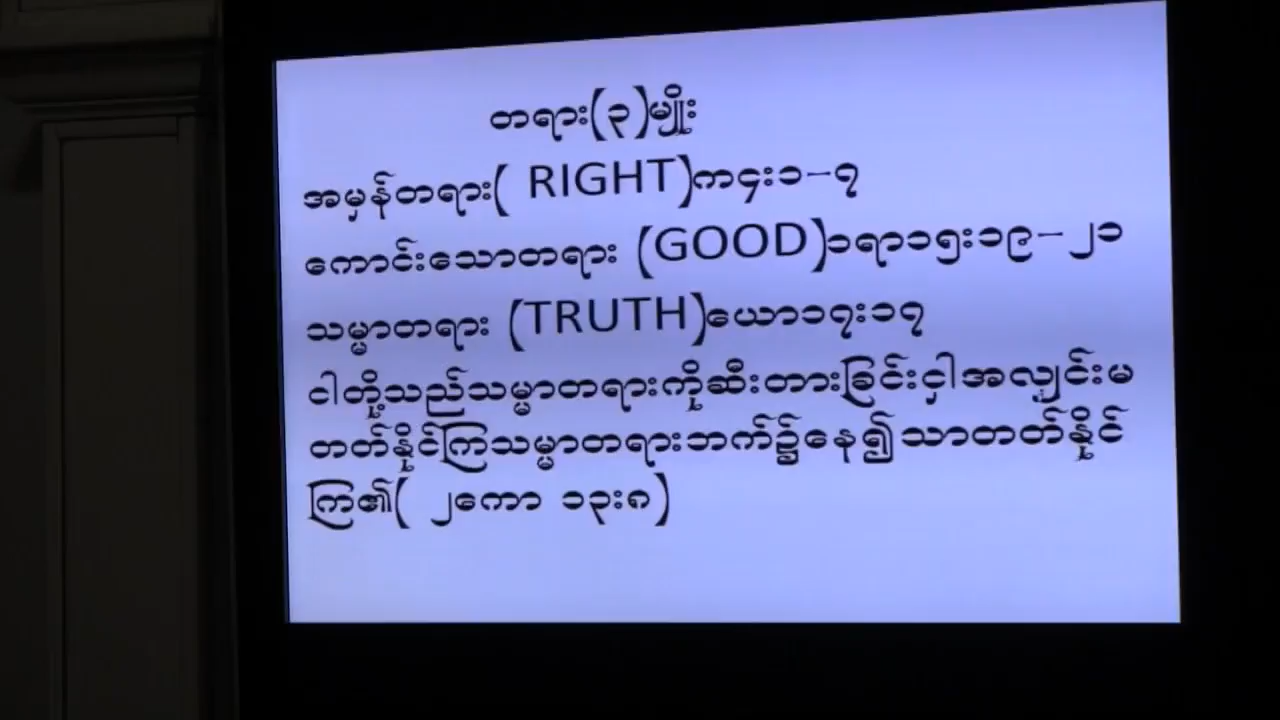 တရား(၃)မျိုး
အမှန်တရား( RIGHT)က၄း၁-၇
ကောင်းသောတရား (GOOD)၁ရာ၁၅း၁၉-၂၁
သမ္မာတရား (TRUTH)ယော၁၇း၁၇
ငါတို့သည်သမ္မာတရားကိုဆီးတားခြင်းငှါအလျှင်းမ
တတ်နိုင်ကြသမ္မာတရားဘက်၌နေ၍သာတတ်နိုင်
ကြ၏( ၂ကော ၁၃း၈)